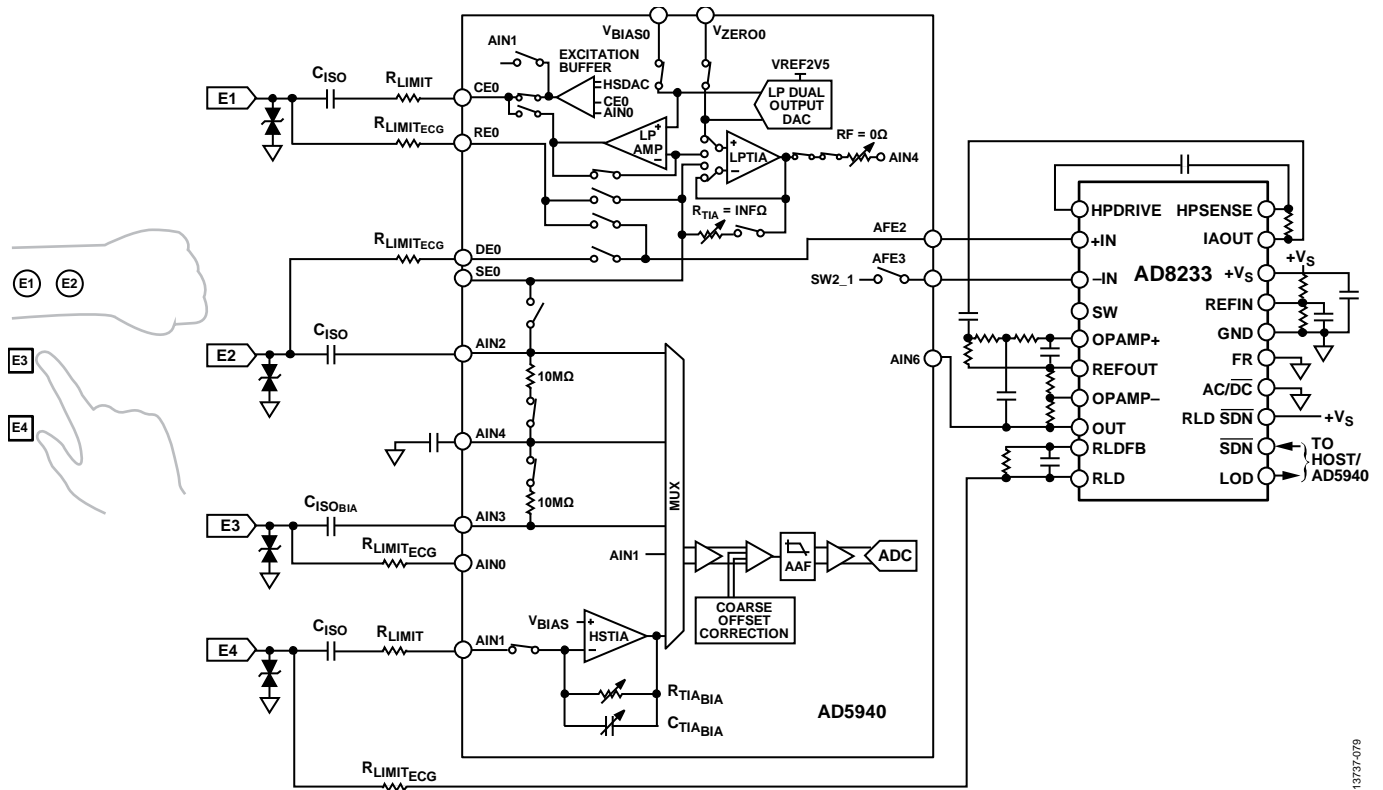 VBIAS0
VZERO0
AIN1
EXCITATION
BUFFER
HSDAC
CE0
AIN0
VREF2V5
LP DUAL
OUTPUT
DAC
E1
CISO
RLIMIT
CE0
RLIMITECG
RE0
LP
AMP
+
–
LPTIA
+
–
RF = 0Ω
AIN4
RTIA = INFΩ
HPDRIVE
HPSENSE
+IN
IAOUT
AD8233
–IN
+VS
+VS
SW
REFIN
OPAMP+
GND
REFOUT
FR
OPAMP–
AC/DC
OUT
RLD SDN
+VS
RLDFB
SDN
RLD
LOD
TO
HOST/
AD5940
AFE2
AFE3
SW2_1
AIN6
RLIMITECG
DE0
SE0
E1
E2
E3
E4
E2
CISO
AIN2
10MΩ
AIN4
10MΩ
E3
CISOBIA
AIN3
RLIMITECG
AIN0
MUX
AIN1
AAF
ADC
COARSE
OFFSET
CORRECTION
E4
CISO
RLIMIT
AIN1
VBIAS
+
–
HSTIA
RTIABIA
CTIABIA
AD5940
RLIMITECG
13737-079